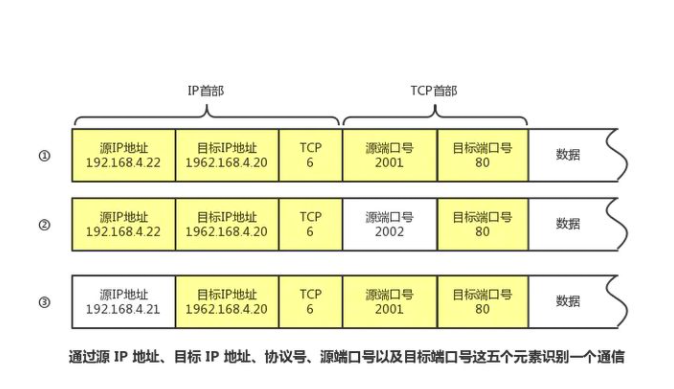 IP首部 TCP首部
① 源IP地址 目标IP地址 TCP 源端口号 目标端口号 数据
192.168.4.22 1962.168.4.20 6 2001 80
② 源IP地址 目标IP地址 TCP 源端口号 目标端口号 数据
192.168.4.22 1962.168.4.20 6 2002 80
③ 源IP地址 目标IP地址 TCP 源端口号 目标端口号 数据
192.168.4.21 1962.168.4.20 6 2001 80
通过源 IP 地址、目标 IP 地址、协议号、源端口号以及目标端口号这五个元素识别一个通信